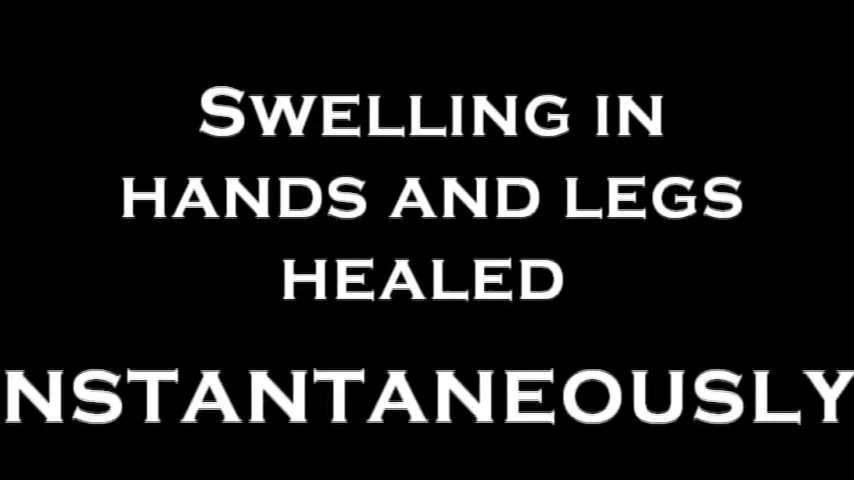 Swelling in
hands and legs
healed
nstantaneously